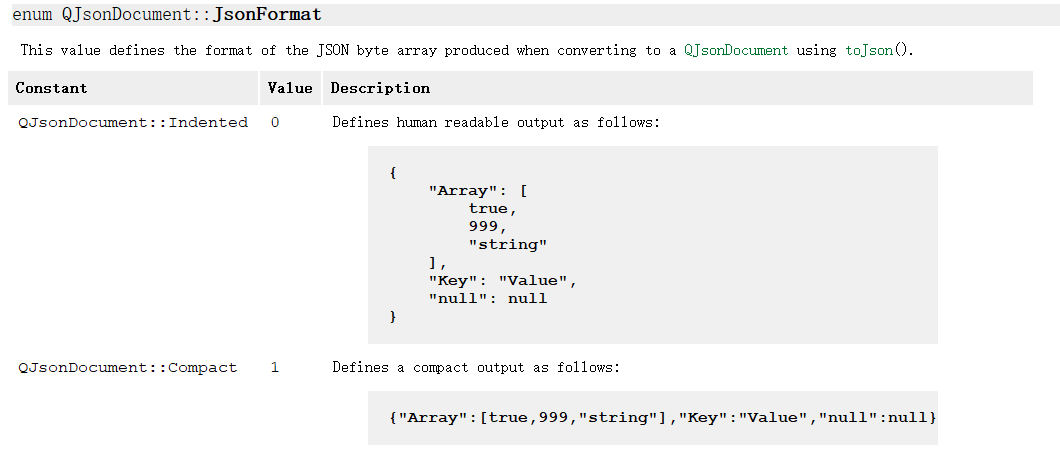 enum QJsonDocument::JsonFormat
This value defines the format of the JSON byte array produced when converting to a QJsonDocument using toJson().
Constant Value Description
QJsonDocument::Indented 0 Defines human readable output as follows:
{
"Array": [
true,
999,
"string"
],
"Key": "Value",
"null": null
}
QJsonDocument::Compact 1 Defines a compact output as follows:
{"Array":[true,999,"string"],"Key":"Value","null":null}